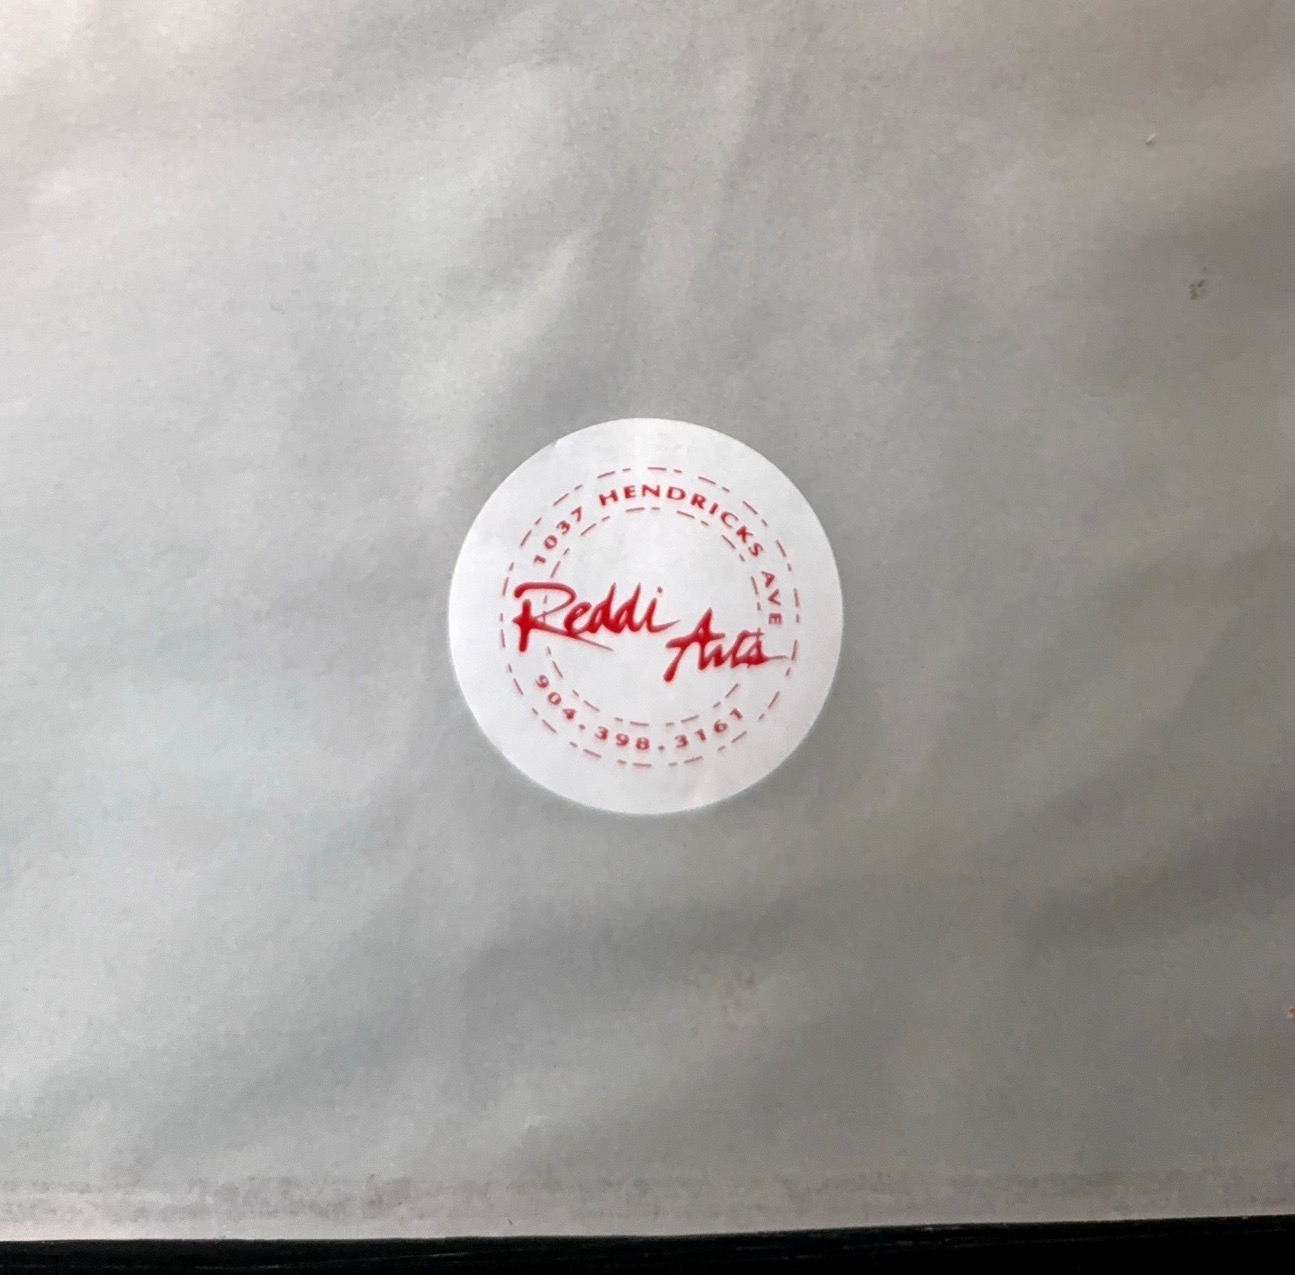 1037 HENDRICKS AVE
Reddi Arts
904·398·3161